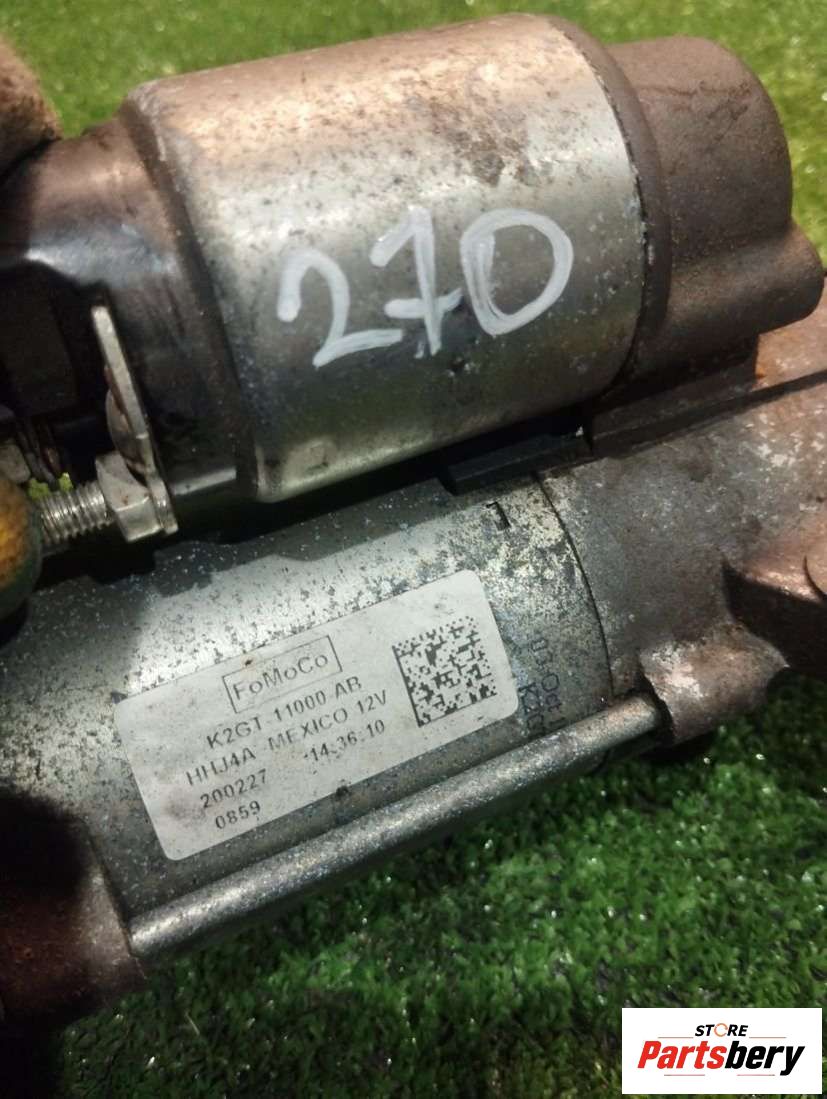 270
FoMoCo
K2GT-11000-AB
HHJ4A MEXICO 12V
200227 14.36.10
0859
STORE
Partsbery